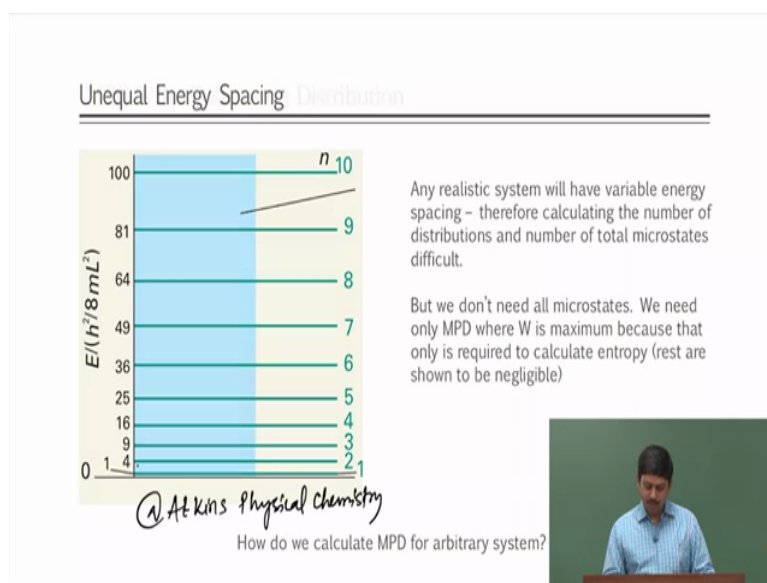 Unequal Energy Spacing Distribution
n 10
100
81
9
64
8
E/(h²/8mL²)
49
7
36
6
25
5
16
4
9
3
4
2
1
1
0
Any realistic system will have variable energy
spacing – therefore calculating the number of
distributions and number of total microstates
difficult.
But we don't need all microstates. We need
only MPD where W is maximum because that
only is required to calculate entropy (rest are
shown to be negligible)
@ Atkins Physical Chemistry
How do we calculate MPD for arbitrary system?